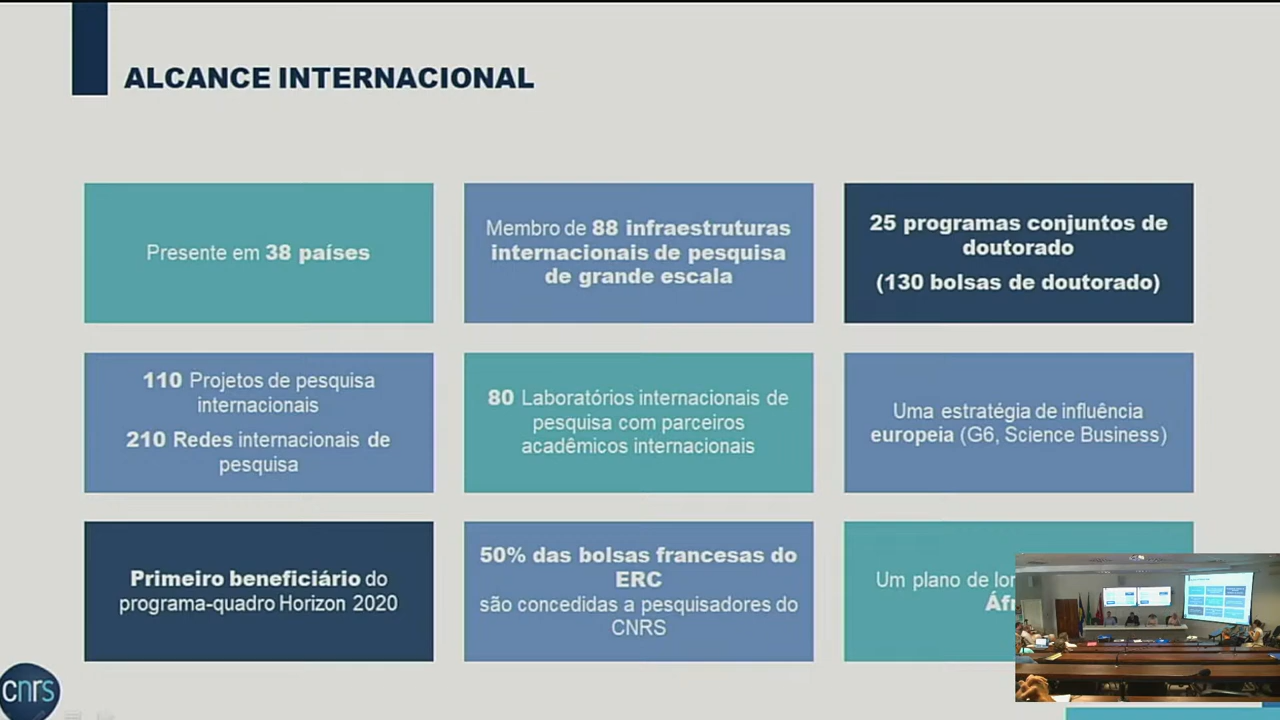 ALCANCE INTERNACIONAL
Presente em 38 países
Membro de 88 infraestruturas
internacionais de pesquisa
de grande escala
25 programas conjuntos de
doutorado
(130 bolsas de doutorado)
110 Projetos de pesquisa
internacionais
210 Redes internacionais de
pesquisa
80 Laboratórios internacionais de
pesquisa com parceiros
acadêmicos internacionais
Uma estratégia de influência
europeia (G6, Science Business)
Primeiro beneficiário do
programa-quadro Horizon 2020
50% das bolsas francesas do
ERC
são concedidas a pesquisadores do
CNRS
Um plano de
cnrs